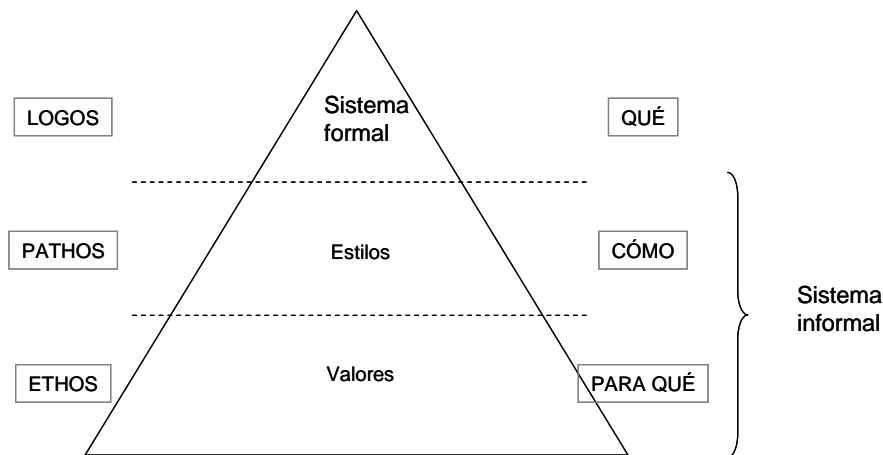 LOGOS
Sistema
formal
QUÉ
PATHOS
Estilos
CÓMO
Sistema
informal
ETHOS
Valores
PARA QUÉ